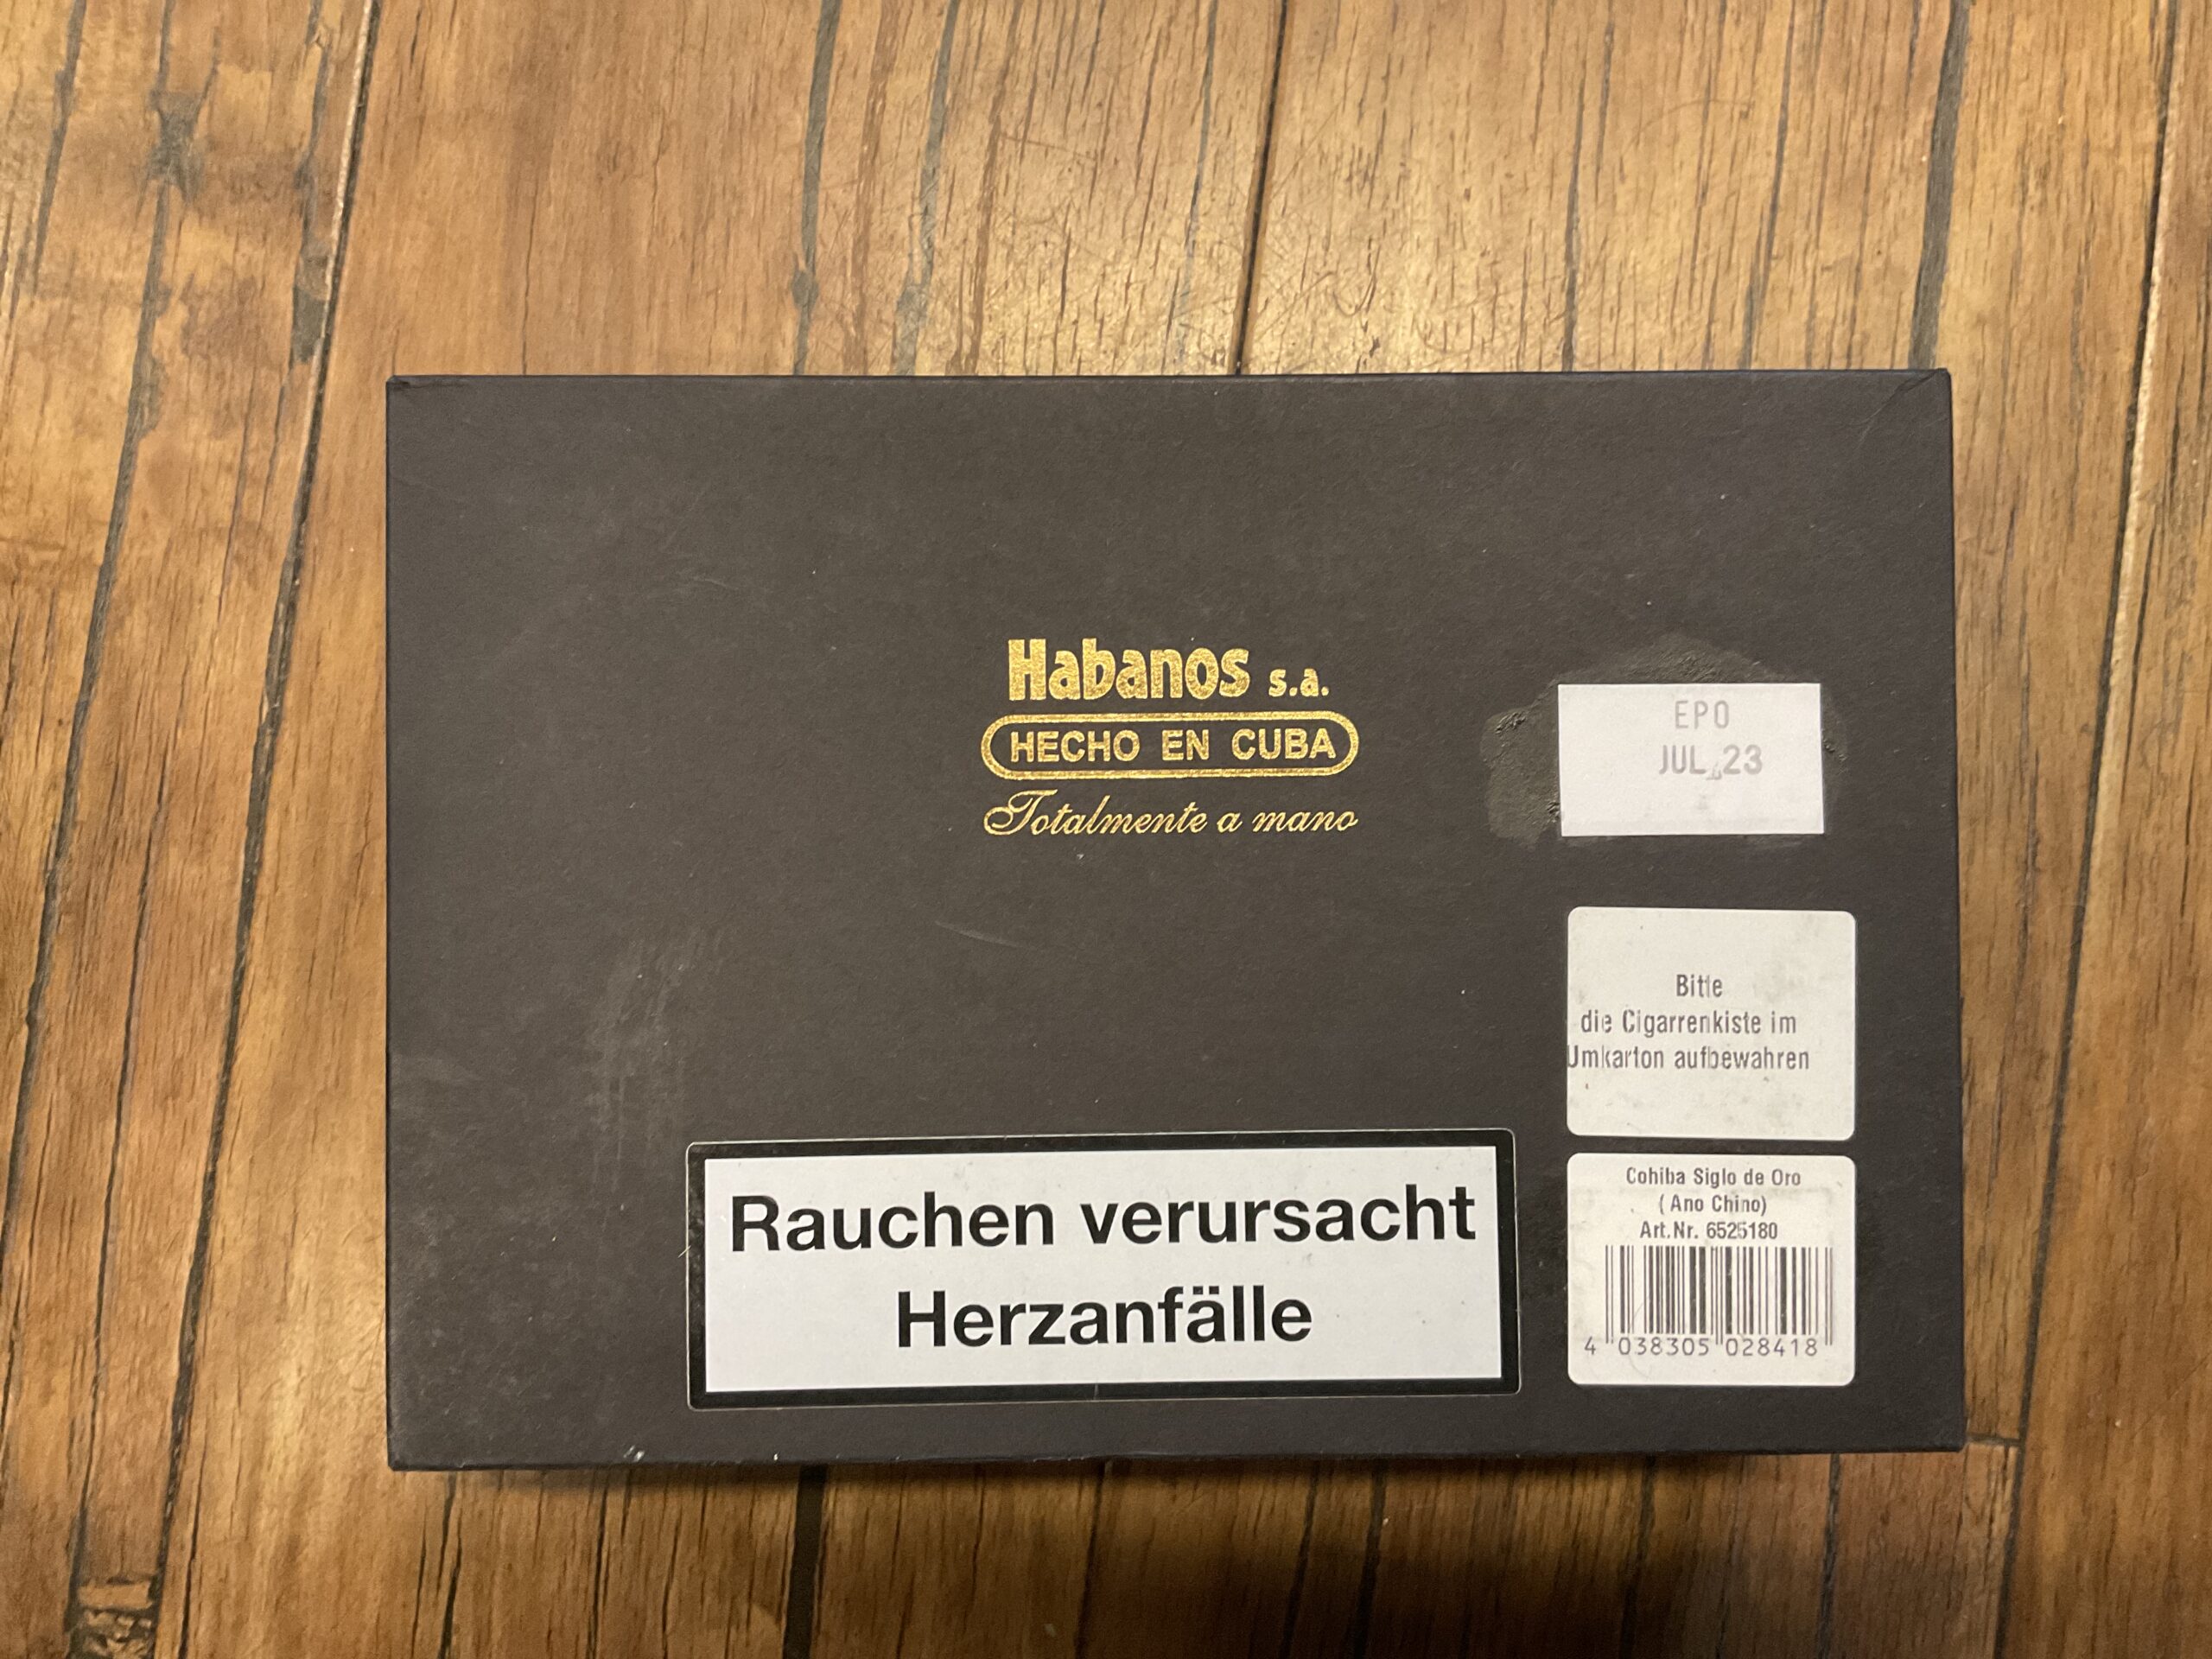 Habanos s.a.
HECHO EN CUBA
Totalmente a mano
EPO
JUL 23
Bitte
die Cigarrenkiste im
Umkarton aufbewahren
Rauchen verursacht
Herzanfälle
Cohiba Siglo de Oro
( Ano Chino)
Art.Nr. 6525180
4 038305 028418